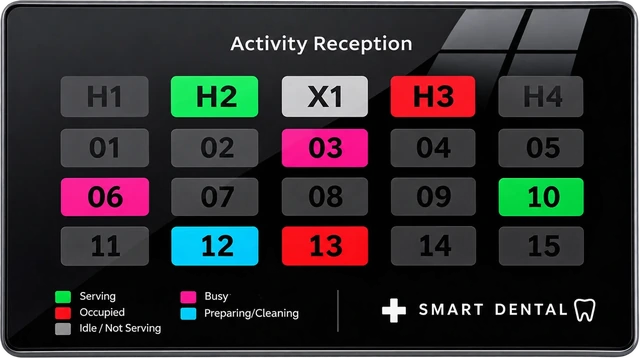 Activity Reception
H1 H2 X1 H3 H4
01 02 03 04 05
06 07 08 09 10
11 12 13 14 15
Serving Busy
Occupied Preparing/Cleaning
Idle / Not Serving
SMART DENTAL